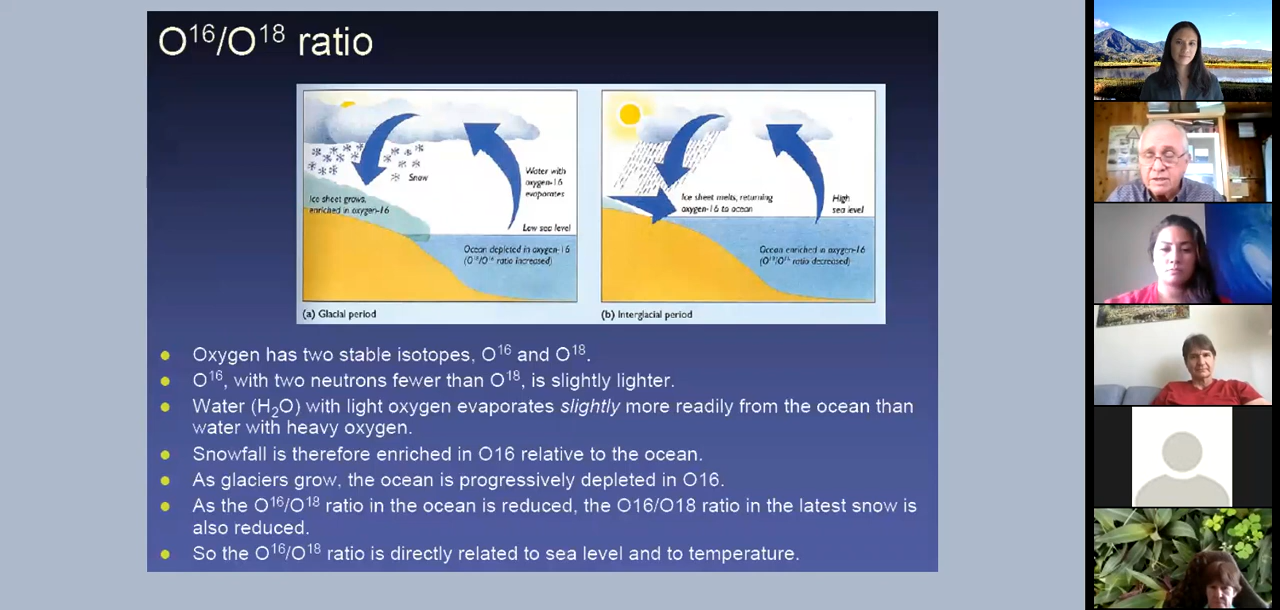 O¹⁶/O¹⁸ ratio
Snow
Ice sheet grows,
enriched in oxygen-16
Water with
oxygen-16
evaporates
Low sea level
Ocean depleted in oxygen-16
(O¹⁸/O¹⁶ ratio increased)
(a) Glacial period
Ice sheet melts, returning
oxygen-16 to ocean
High
sea level
Ocean enriched in oxygen-16
(O¹⁸/O¹⁶ ratio decreased)
(b) Interglacial period
• Oxygen has two stable isotopes, O¹⁶ and O¹⁸.
• O¹⁶, with two neutrons fewer than O¹⁸, is slightly lighter.
• Water (H₂O) with light oxygen evaporates slightly more readily from the ocean than
water with heavy oxygen.
• Snowfall is therefore enriched in O16 relative to the ocean.
• As glaciers grow, the ocean is progressively depleted in O16.
• As the O¹⁶/O¹⁸ ratio in the ocean is reduced, the O16/O18 ratio in the latest snow is
also reduced.
• So the O¹⁶/O¹⁸ ratio is directly related to sea level and to temperature.